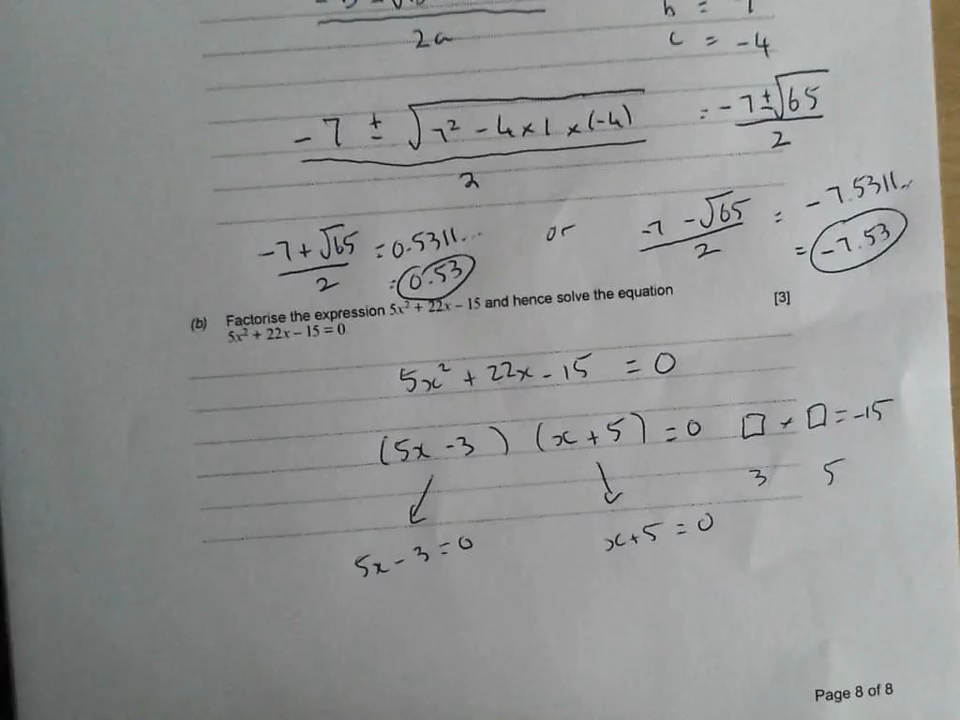 2a
c = -4
-7 ± √7² - 4 × 1 × (-4) / 2 = -7 ± √65 / 2
-7 + √65 / 2 = 0.5311... or -7 - √65 / 2 = -7.5311..
= 0.53 = -7.53
(b) Factorise the expression 5x² + 22x – 15 and hence solve the equation [3]
5x² + 22x – 15 = 0
5x² + 22x - 15 = 0
(5x - 3) (x + 5) = 0 □ × □ = -15
3 5
5x - 3 = 0 x + 5 = 0
Page 8 of 8